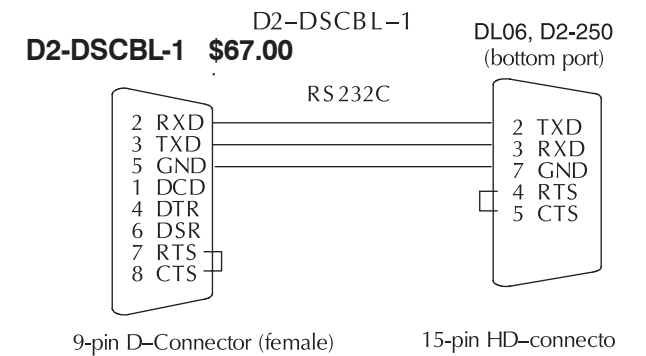 D2–DSCBL–1
D2-DSCBL-1 $67.00
DL06, D2-250
(bottom port)
RS232C
2 RXD
3 TXD
5 GND
1 DCD
4 DTR
6 DSR
7 RTS
8 CTS
2 TXD
3 RXD
7 GND
4 RTS
5 CTS
9-pin D–Connector (female)
15-pin HD–connecto